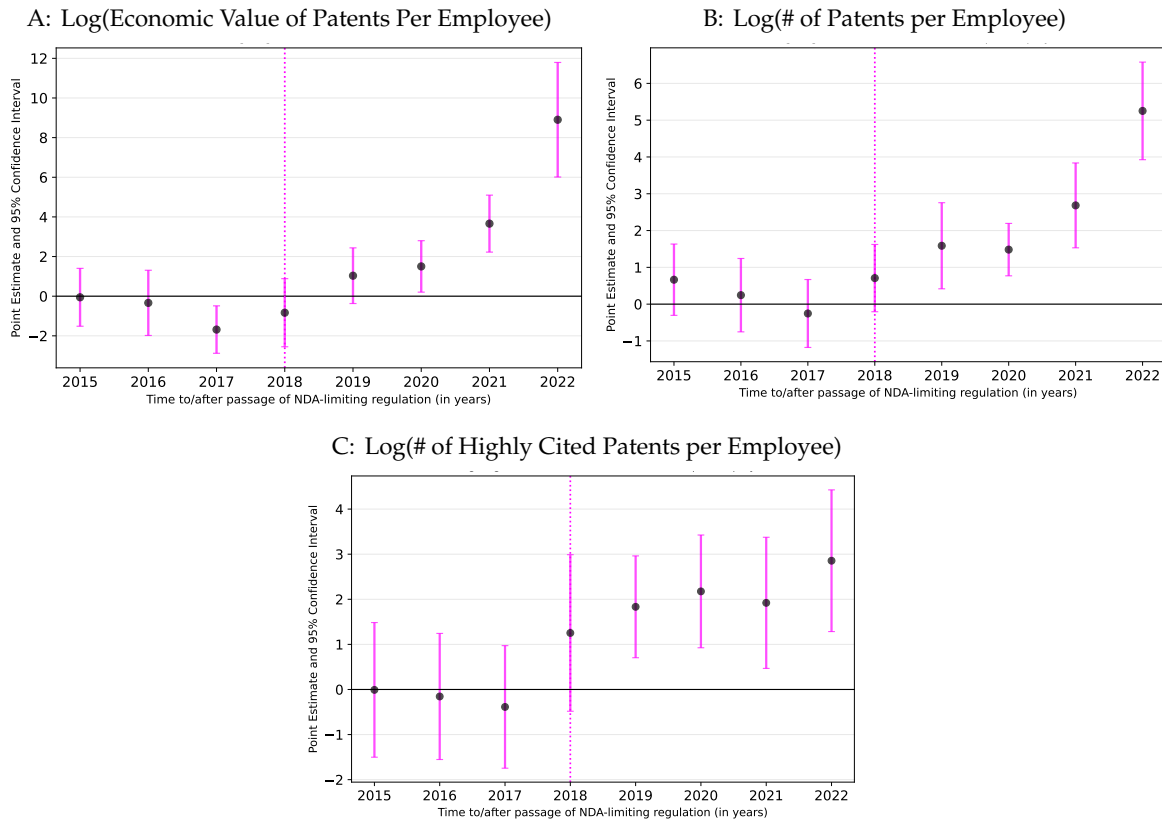 A: Log(Economic Value of Patents Per Employee)
Point Estimate and 95% Confidence Interval
12
10
8
6
4
2
0
−2
2015 2016 2017 2018 2019 2020 2021 2022
Time to/after passage of NDA-limiting regulation (in years)
B: Log(# of Patents per Employee)
Point Estimate and 95% Confidence Interval
6
5
4
3
2
1
0
−1
2015 2016 2017 2018 2019 2020 2021 2022
Time to/after passage of NDA-limiting regulation (in years)
C: Log(# of Highly Cited Patents per Employee)
Point Estimate and 95% Confidence Interval
4
3
2
1
0
−1
−2
2015 2016 2017 2018 2019 2020 2021 2022
Time to/after passage of NDA-limiting regulation (in years)